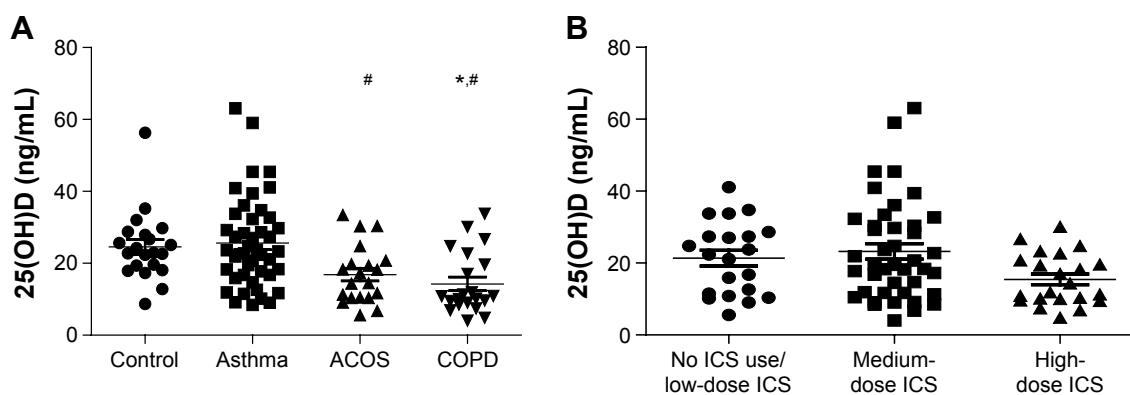 A
25(OH)D (ng/mL)
80
60
40
20
0
#
*,#
Control
Asthma
ACOS
COPD
B
25(OH)D (ng/mL)
80
60
40
20
0
No ICS use/
low-dose ICS
Medium-
dose ICS
High-
dose ICS